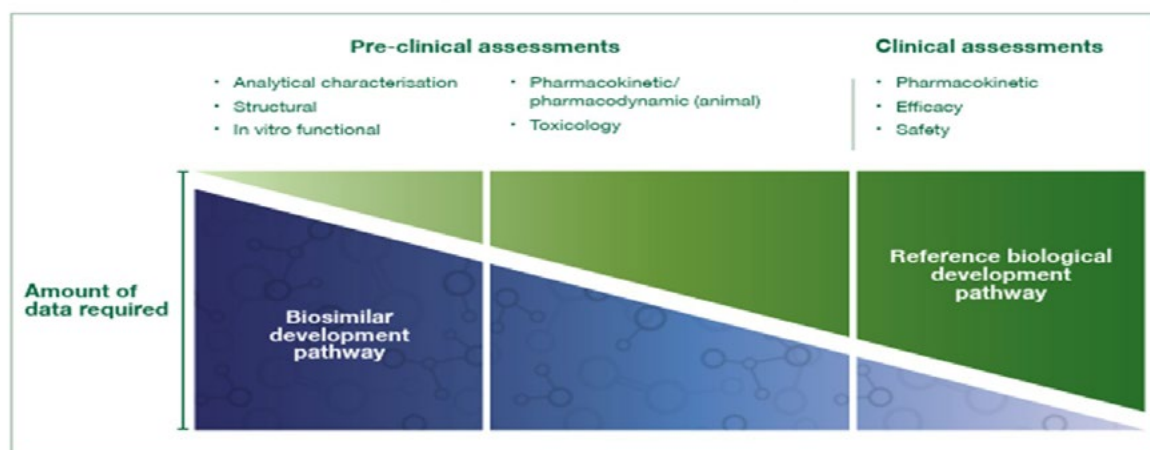 Pre-clinical assessments
• Analytical characterisation
• Structural
• In vitro functional
• Pharmacokinetic/
pharmacodynamic (animal)
• Toxicology
Clinical assessments
• Pharmacokinetic
• Efficacy
• Safety
Amount of
data required
Biosimilar
development
pathway
Reference biological
development
pathway